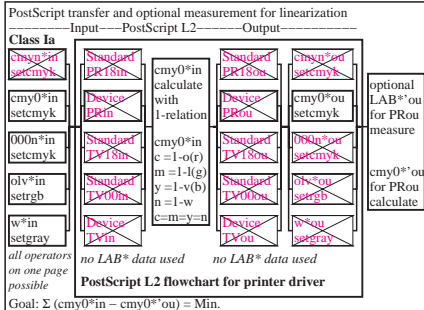 PostScript transfer and optional measurement for linearization
--------Input---PostScript L2------Output-----------
Class Ia
cmyn*in
setcmyk
cmy0*in
setcmyk
000n*in
setcmyk
olv*in
setrgb
w*in
setgray
all operators
on one page
possible
Standard
PR18in
Device
PRin
Standard
TV18in
Standard
TV00in
Device
TVin
no LAB* data used
cmy0*in
calculate
with
1-relation
cmy0*in
c =1-o(r)
m =1-l(g)
y =1-v(b)
n =1-w
c=m=y=n
Standard
PR18ou
Device
PRou
Standard
TV18ou
Standard
TV00ou
Device
TVou
no LAB* data used
cmyn*ou
setcmyk
cmy0*ou
setcmyk
000n*ou
setcmyk
olv*ou
setrgb
w*ou
setgray
optional
LAB*'ou
for PRou
measure
cmy0*'ou
for PRou
calculate
PostScript L2 flowchart for printer driver
Goal: Σ (cmy0*in − cmy0*'ou) = Min.